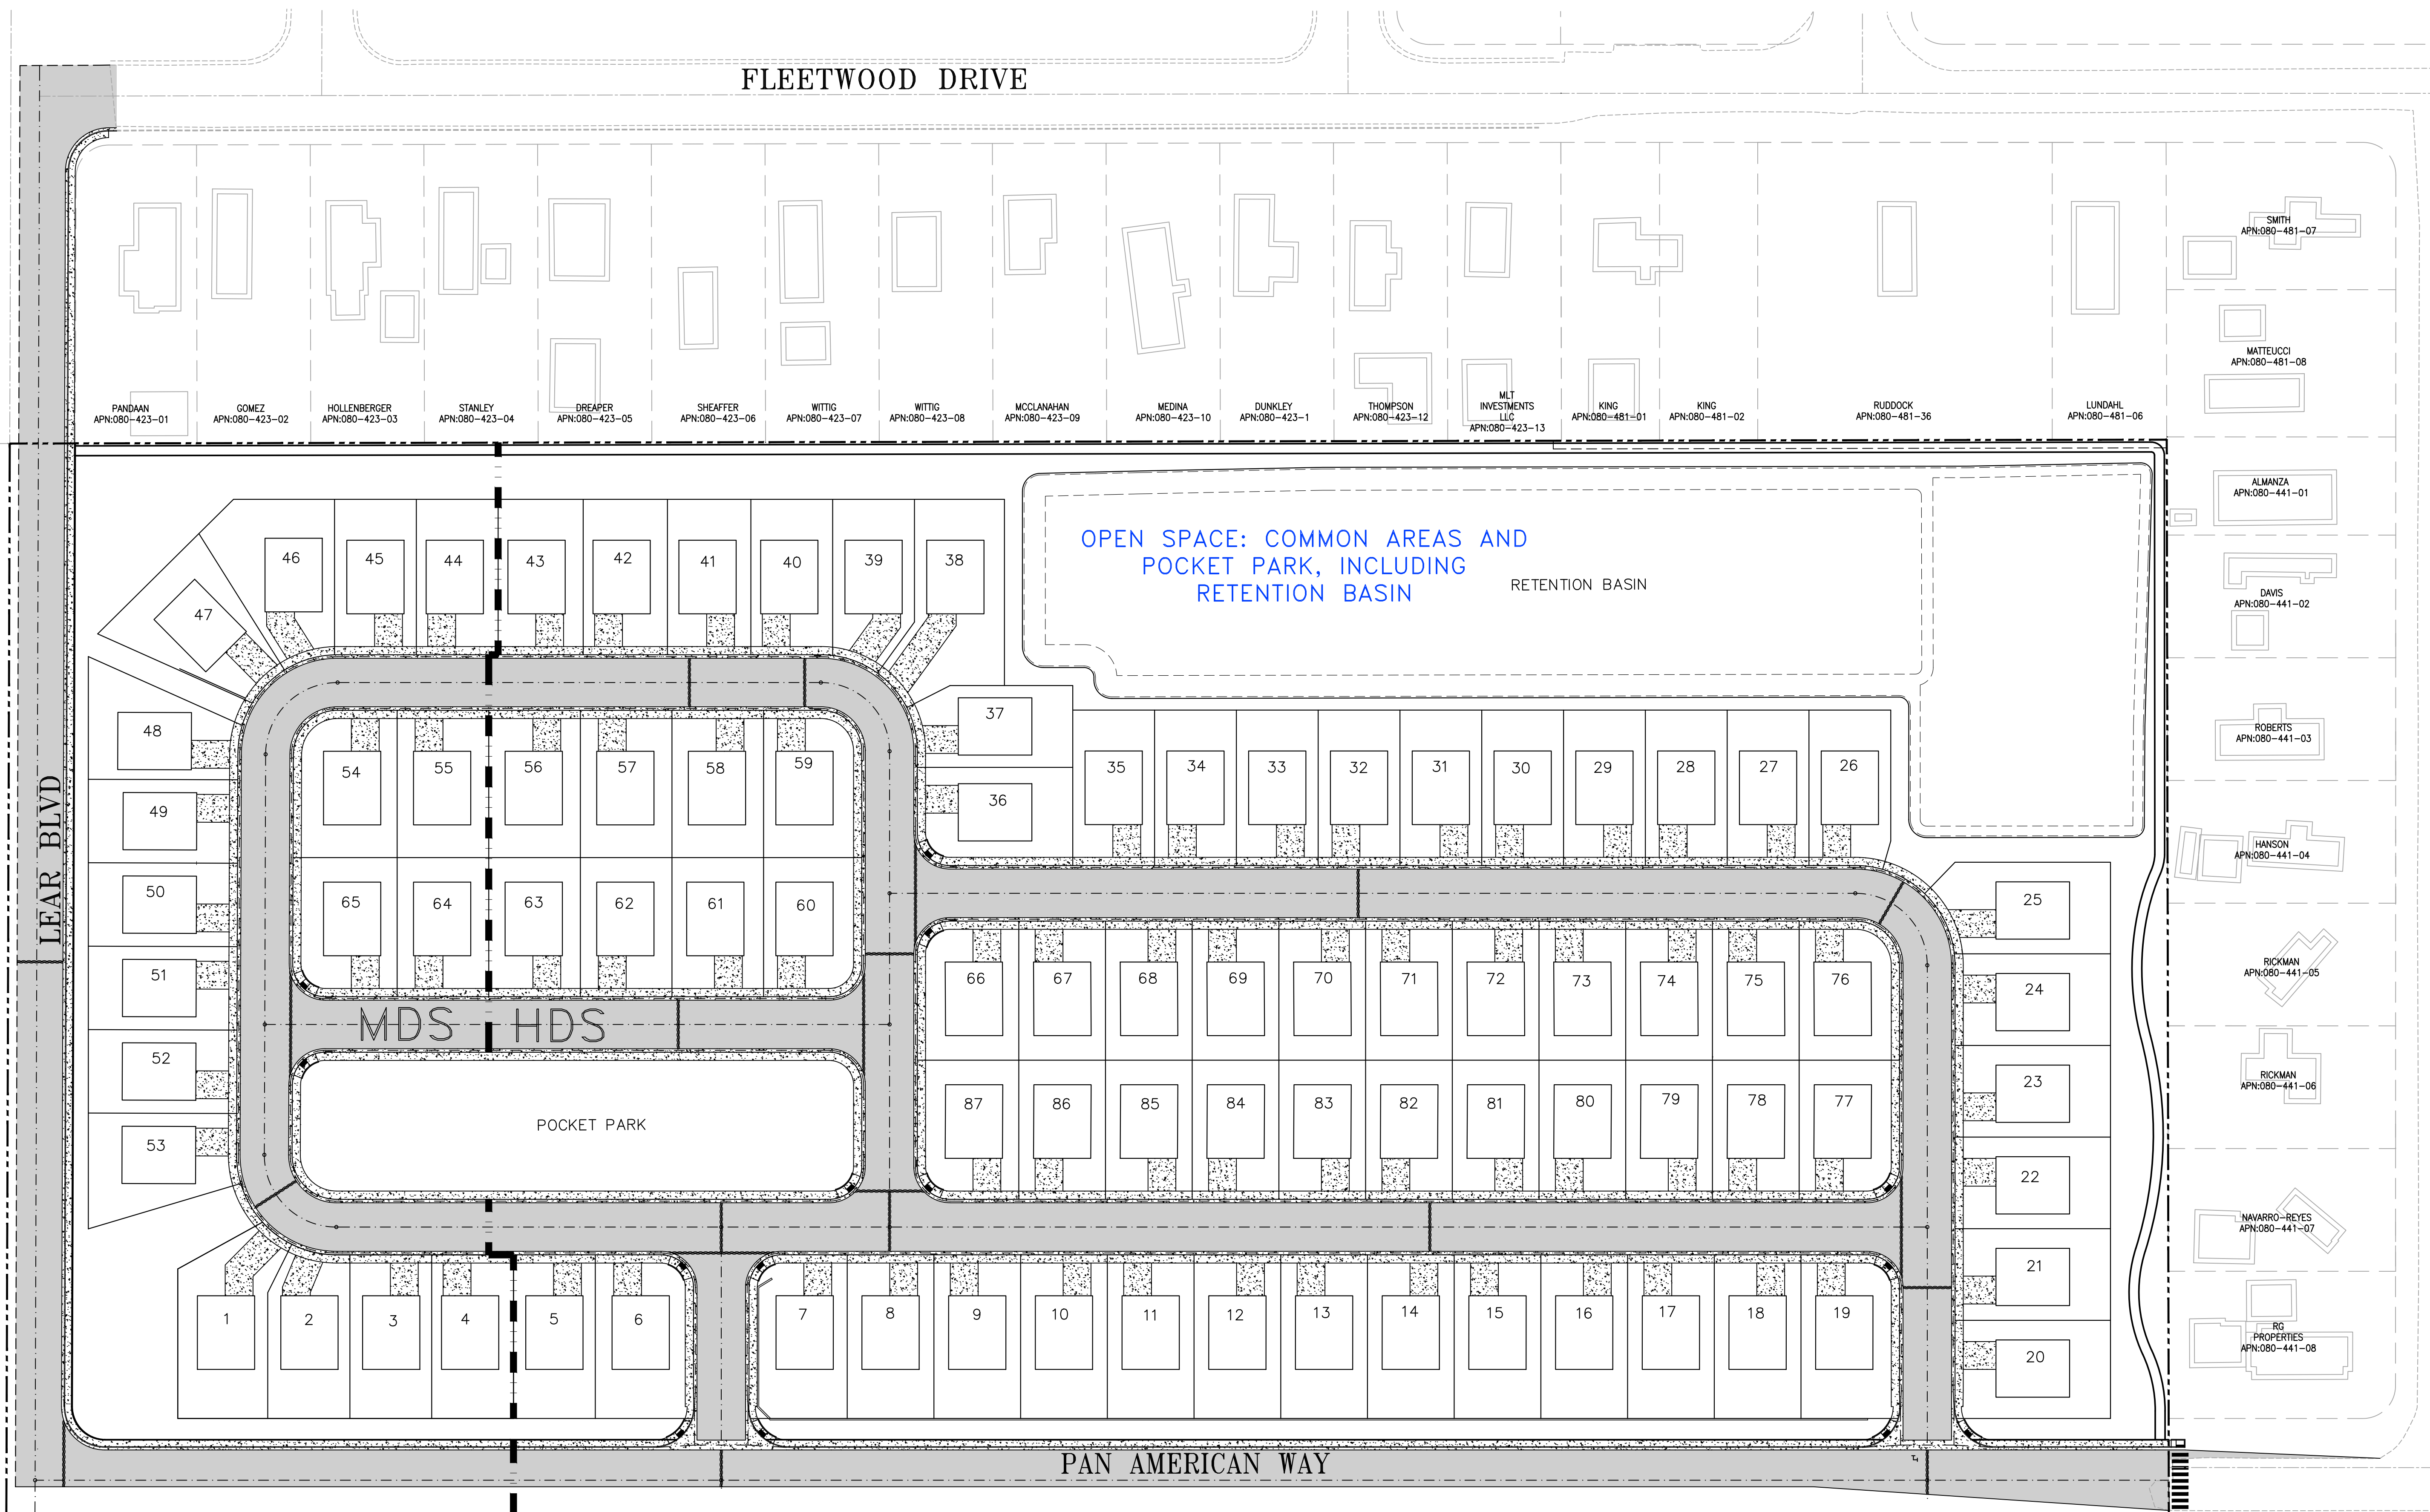 FLEETWOOD DRIVE
SMITH
APN:080-481-07
MATTEUCCI
APN:080-481-08
PANDAAN
APN:080-423-01
GOMEZ
APN:080-423-02
HOLLENBERGER
APN:080-423-03
STANLEY
APN:080-423-04
DREAPER
APN:080-423-05
SHEAFFER
APN:080-423-06
WITTIG
APN:080-423-07
WITTIG
APN:080-423-08
MCCLANAHAN
APN:080-423-09
MEDINA
APN:080-423-10
DUNKLEY
APN:080-423-1
THOMPSON
APN:080-423-12
MLT
INVESTMENTS
LLC
APN:080-423-13
KING
APN:080-481-01
KING
APN:080-481-02
RUDDOCK
APN:080-481-36
LUNDAHL
APN:080-481-06
ALMANZA
APN:080-441-01
DAVIS
APN:080-441-02
ROBERTS
APN:080-441-03
HANSON
APN:080-441-04
RICKMAN
APN:080-441-05
RICKMAN
APN:080-441-06
NAVARRO-REYES
APN:080-441-07
RG
PROPERTIES
APN:080-441-08
OPEN SPACE: COMMON AREAS AND
POCKET PARK, INCLUDING
RETENTION BASIN
RETENTION BASIN
46
45
44
43
42
41
40
39
38
47
48
49
50
51
52
53
37
36
54
55
56
57
58
59
35
34
33
32
31
30
29
28
27
26
65
64
63
62
61
60
25
24
23
22
21
20
66
67
68
69
70
71
72
73
74
75
76
MDS
HDS
87
86
85
84
83
82
81
80
79
78
77
POCKET PARK
1
2
3
4
5
6
7
8
9
10
11
12
13
14
15
16
17
18
19
LEAR BLVD
PAN AMERICAN WAY